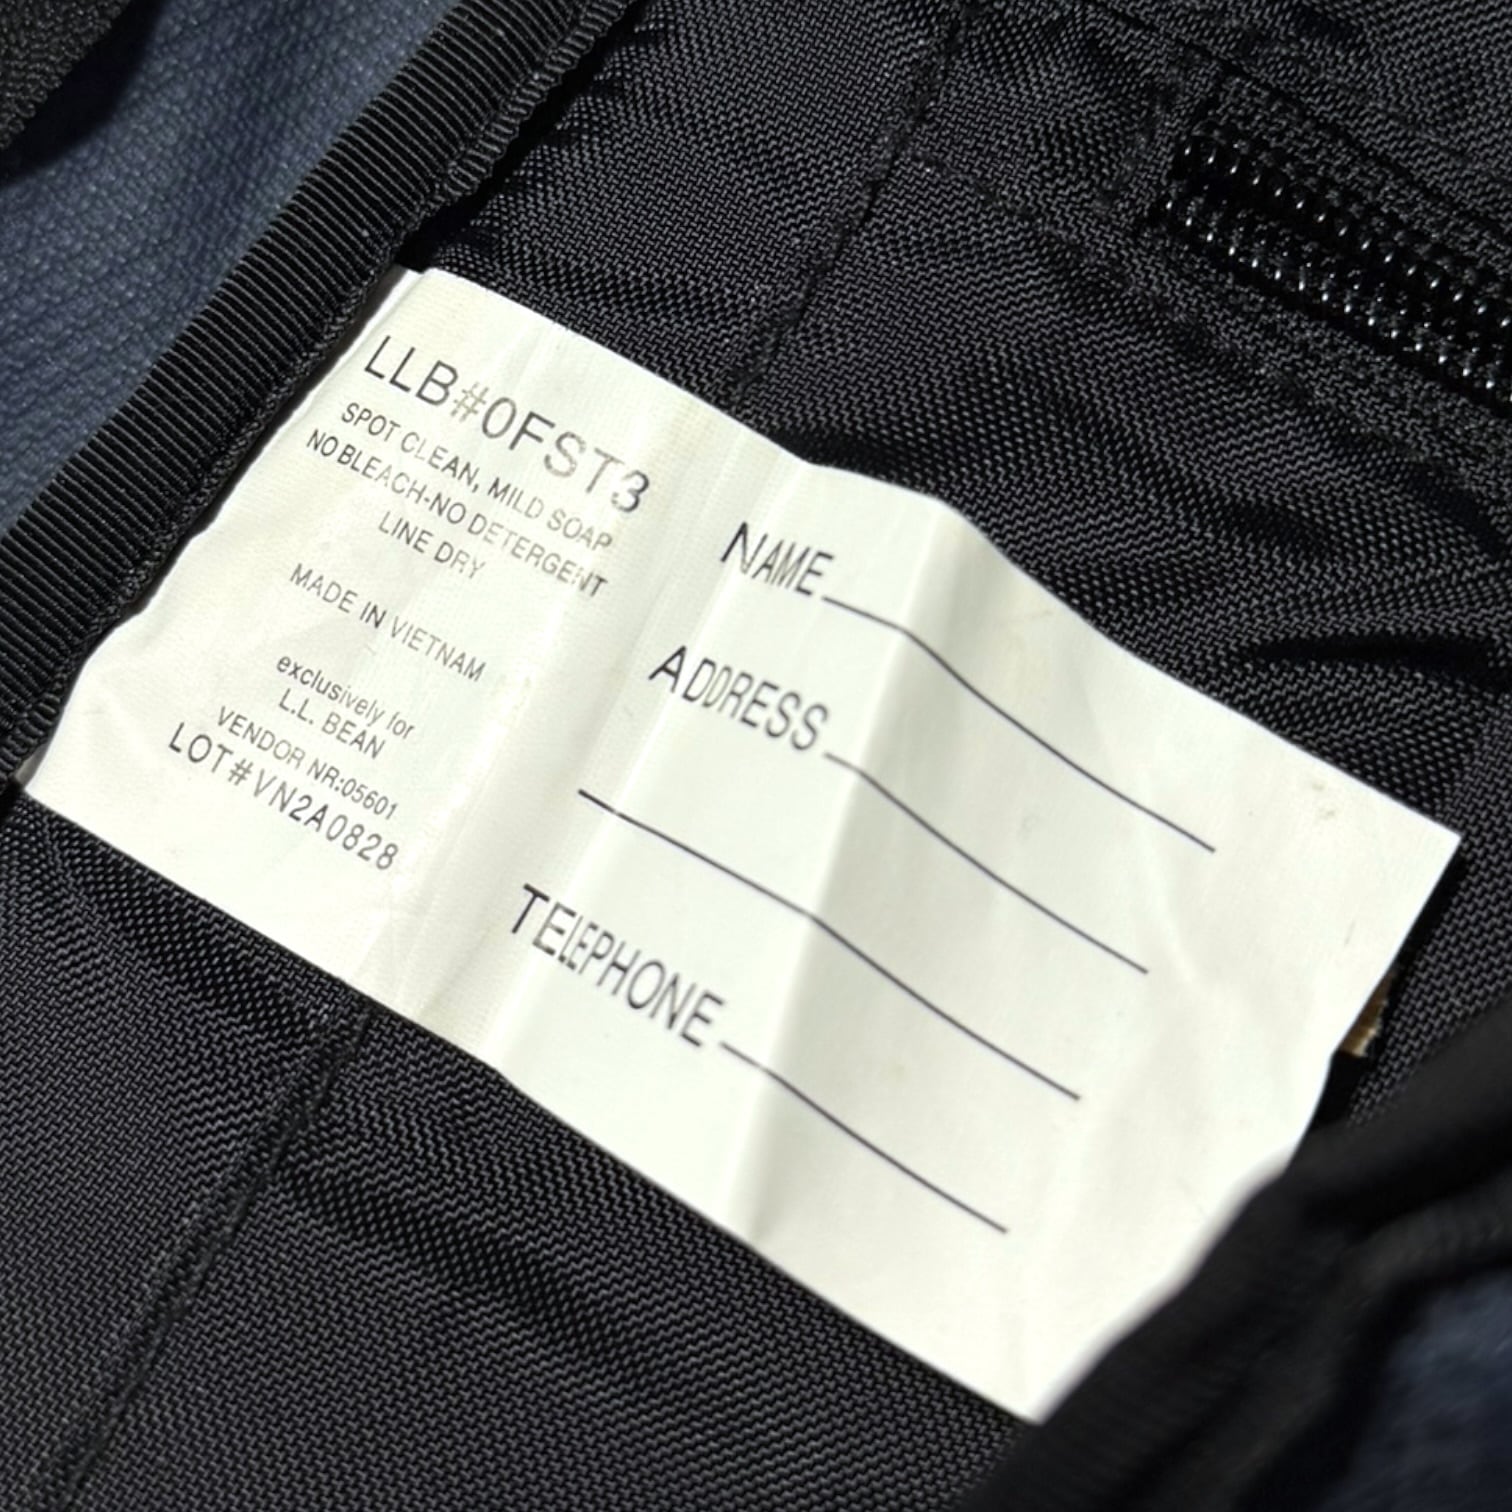 LLB#0FST3
SPOT CLEAN, MILD SOAP
NO BLEACH-NO DETERGENT
LINE DRY
MADE IN VIETNAM
exclusively for
L.L. BEAN
VENDOR NR:05601
LOT#VN2A0828
NAME
ADDRESS
TELEPHONE